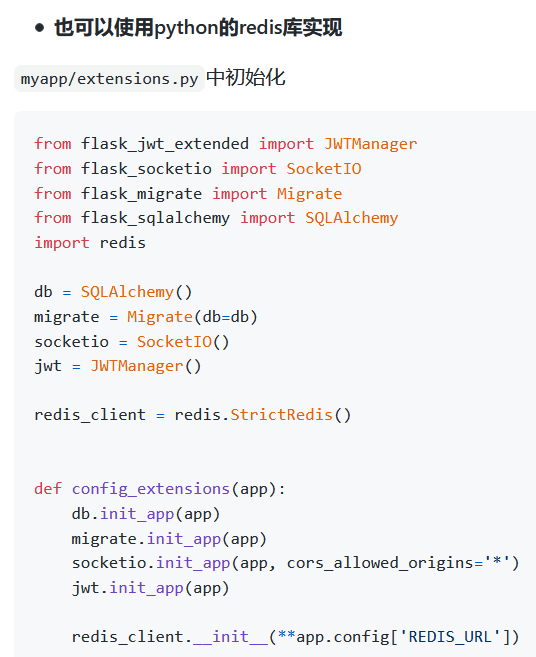 也可以使用python的redis库实现
myapp/extensions.py 中初始化
from flask_jwt_extended import JWTManager
from flask_socketio import SocketIO
from flask_migrate import Migrate
from flask_sqlalchemy import SQLAlchemy
import redis

db = SQLAlchemy()
migrate = Migrate(db=db)
socketio = SocketIO()
jwt = JWTManager()

redis_client = redis.StrictRedis()


def config_extensions(app):
    db.init_app(app)
    migrate.init_app(app)
    socketio.init_app(app, cors_allowed_origins='*')
    jwt.init_app(app)

    redis_client.__init__(**app.config['REDIS_URL'])